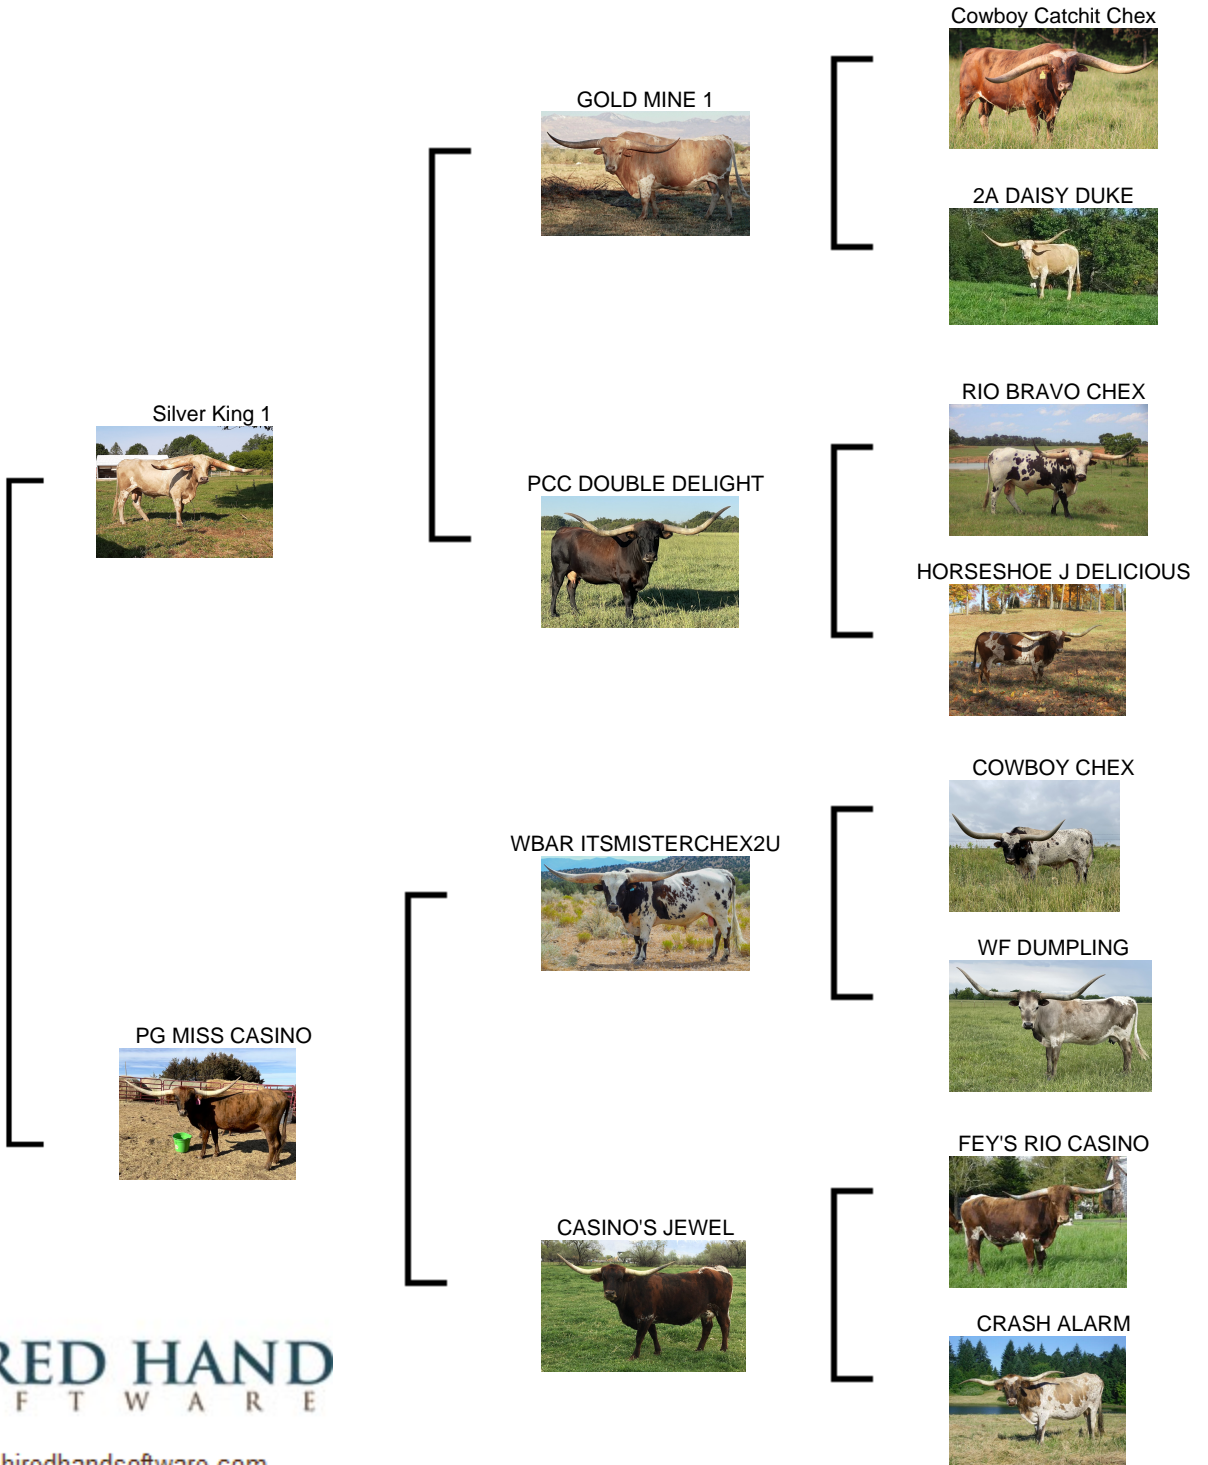 Cowboy Catchit Chex
GOLD MINE 1
2A DAISY DUKE
RIO BRAVO CHEX
Silver King 1
PCC DOUBLE DELIGHT
HORSESHOE J DELICIOUS
COWBOY CHEX
WBAR ITSMISTERCHEX2U
WF DUMPLING
PG MISS CASINO
FEY'S RIO CASINO
CASINO'S JEWEL
CRASH ALARM
RED HAND
F T W A R E
hiredhandsoftware.com